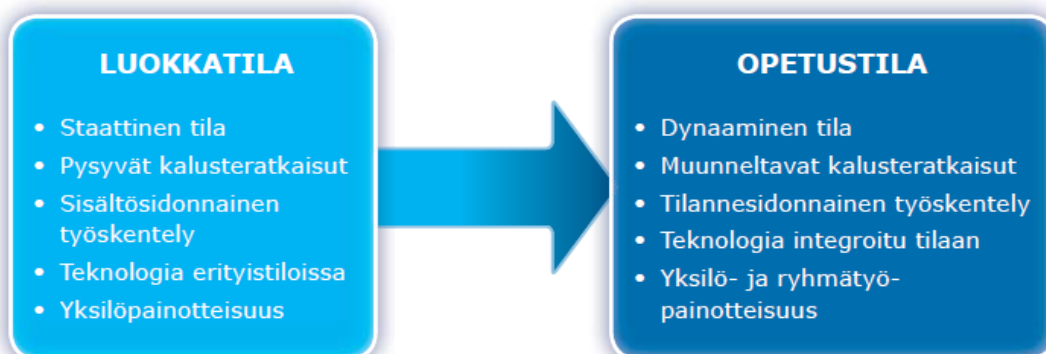 LUOKKATILA
• Staattinen tila
• Pysyvät kalusteratkaisut
• Sisältösidonnainen
työskentely
• Teknologia erityistiloissa
• Yksilöpainotteisuus
OPETUSTILA
• Dynaaminen tila
• Muunneltavat kalusteratkaisut
• Tilannesidonnainen työskentely
• Teknologia integroitu tilaan
• Yksilö- ja ryhmätyö-
painotteisuus